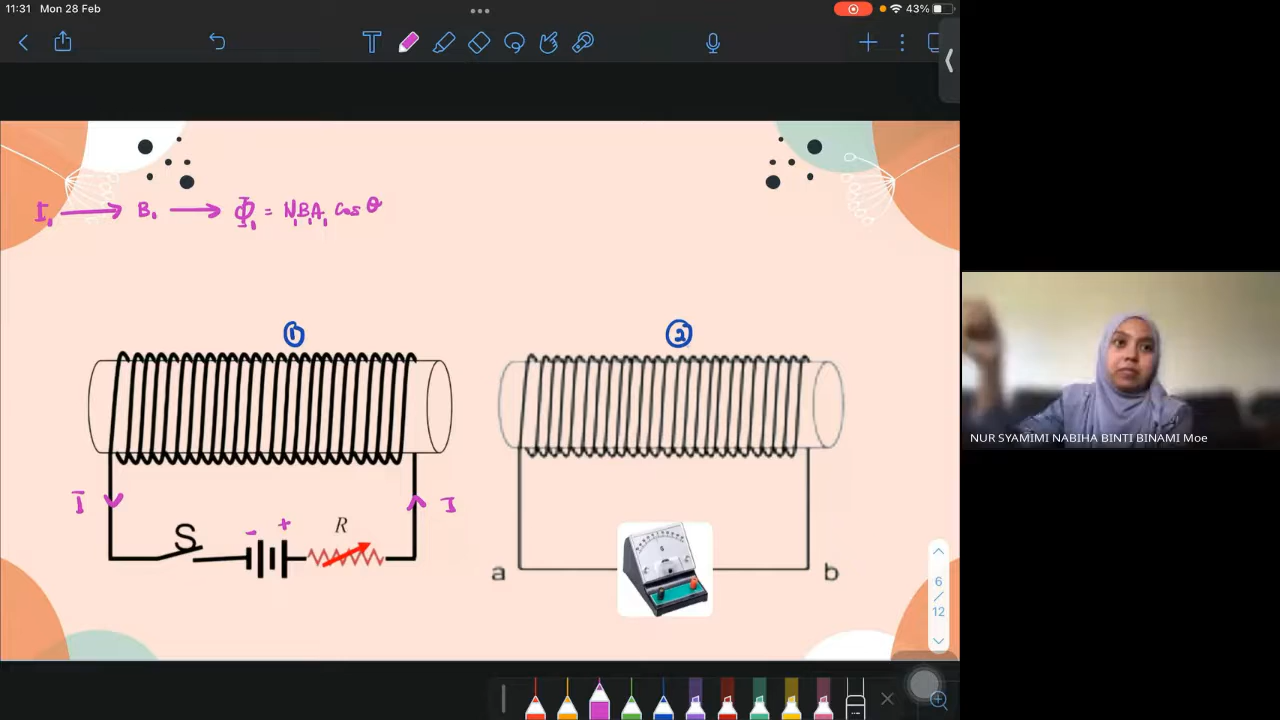 11:31 Mon 28 Feb
43%
T
I₁ → B₁ → Φ₁ = N₁B₁A₁ cos θ
① ②
I I
S - + R
a b
6
/
12
NUR SYAMIMI NABIHA BINTI BINAMI Moe